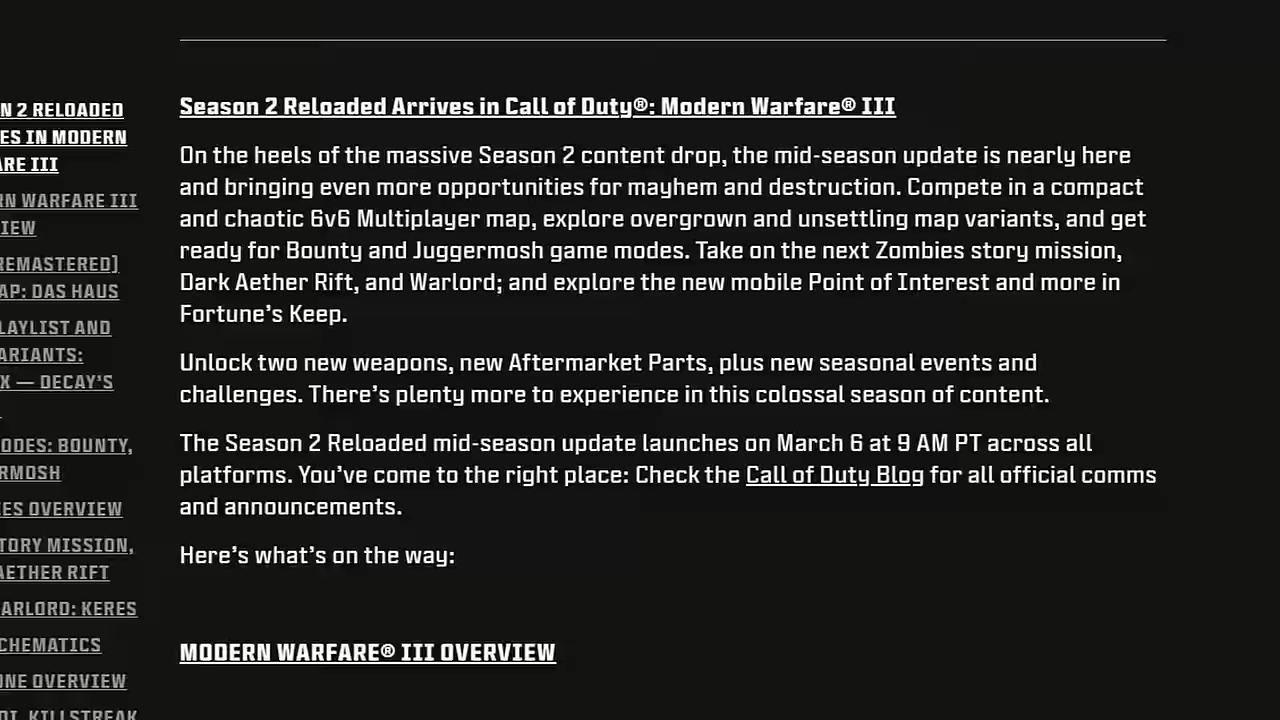 Season 2 Reloaded Arrives in Call of Duty®: Modern Warfare® III
On the heels of the massive Season 2 content drop, the mid-season update is nearly here
and bringing even more opportunities for mayhem and destruction. Compete in a compact
and chaotic 6v6 Multiplayer map, explore overgrown and unsettling map variants, and get
ready for Bounty and Juggermosh game modes. Take on the next Zombies story mission,
Dark Aether Rift, and Warlord; and explore the new mobile Point of Interest and more in
Fortune’s Keep.
Unlock two new weapons, new Aftermarket Parts, plus new seasonal events and
challenges. There’s plenty more to experience in this colossal season of content.
The Season 2 Reloaded mid-season update launches on March 6 at 9 AM PT across all
platforms. You’ve come to the right place: Check the Call of Duty Blog for all official comms
and announcements.
Here’s what’s on the way:
MODERN WARFARE® III OVERVIEW
N 2 RELOADED
ES IN MODERN
ARE III
RN WARFARE III
IEW
REMASTERED]
AP: DAS HAUS
LAYLIST AND
ARIANTS:
X — DECAY’S
ODES: BOUNTY,
RMOSH
IES OVERVIEW
TORY MISSION,
AETHER RIFT
ARLORD: KERES
CHEMATICS
ONE OVERVIEW
OI, KILLSTREAK